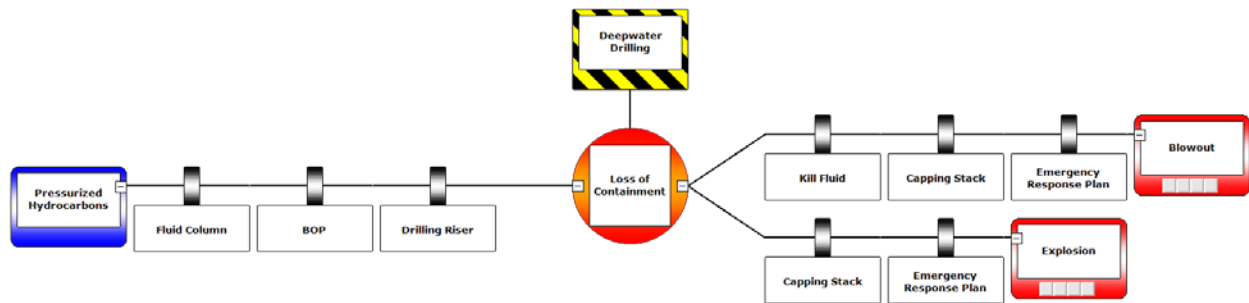 Deepwater
Drilling
Pressurized
Hydrocarbons
Fluid Column
BOP
Drilling Riser
Loss of
Containment
Kill Fluid
Capping Stack
Emergency
Response Plan
Blowout
Capping Stack
Emergency
Response Plan
Explosion